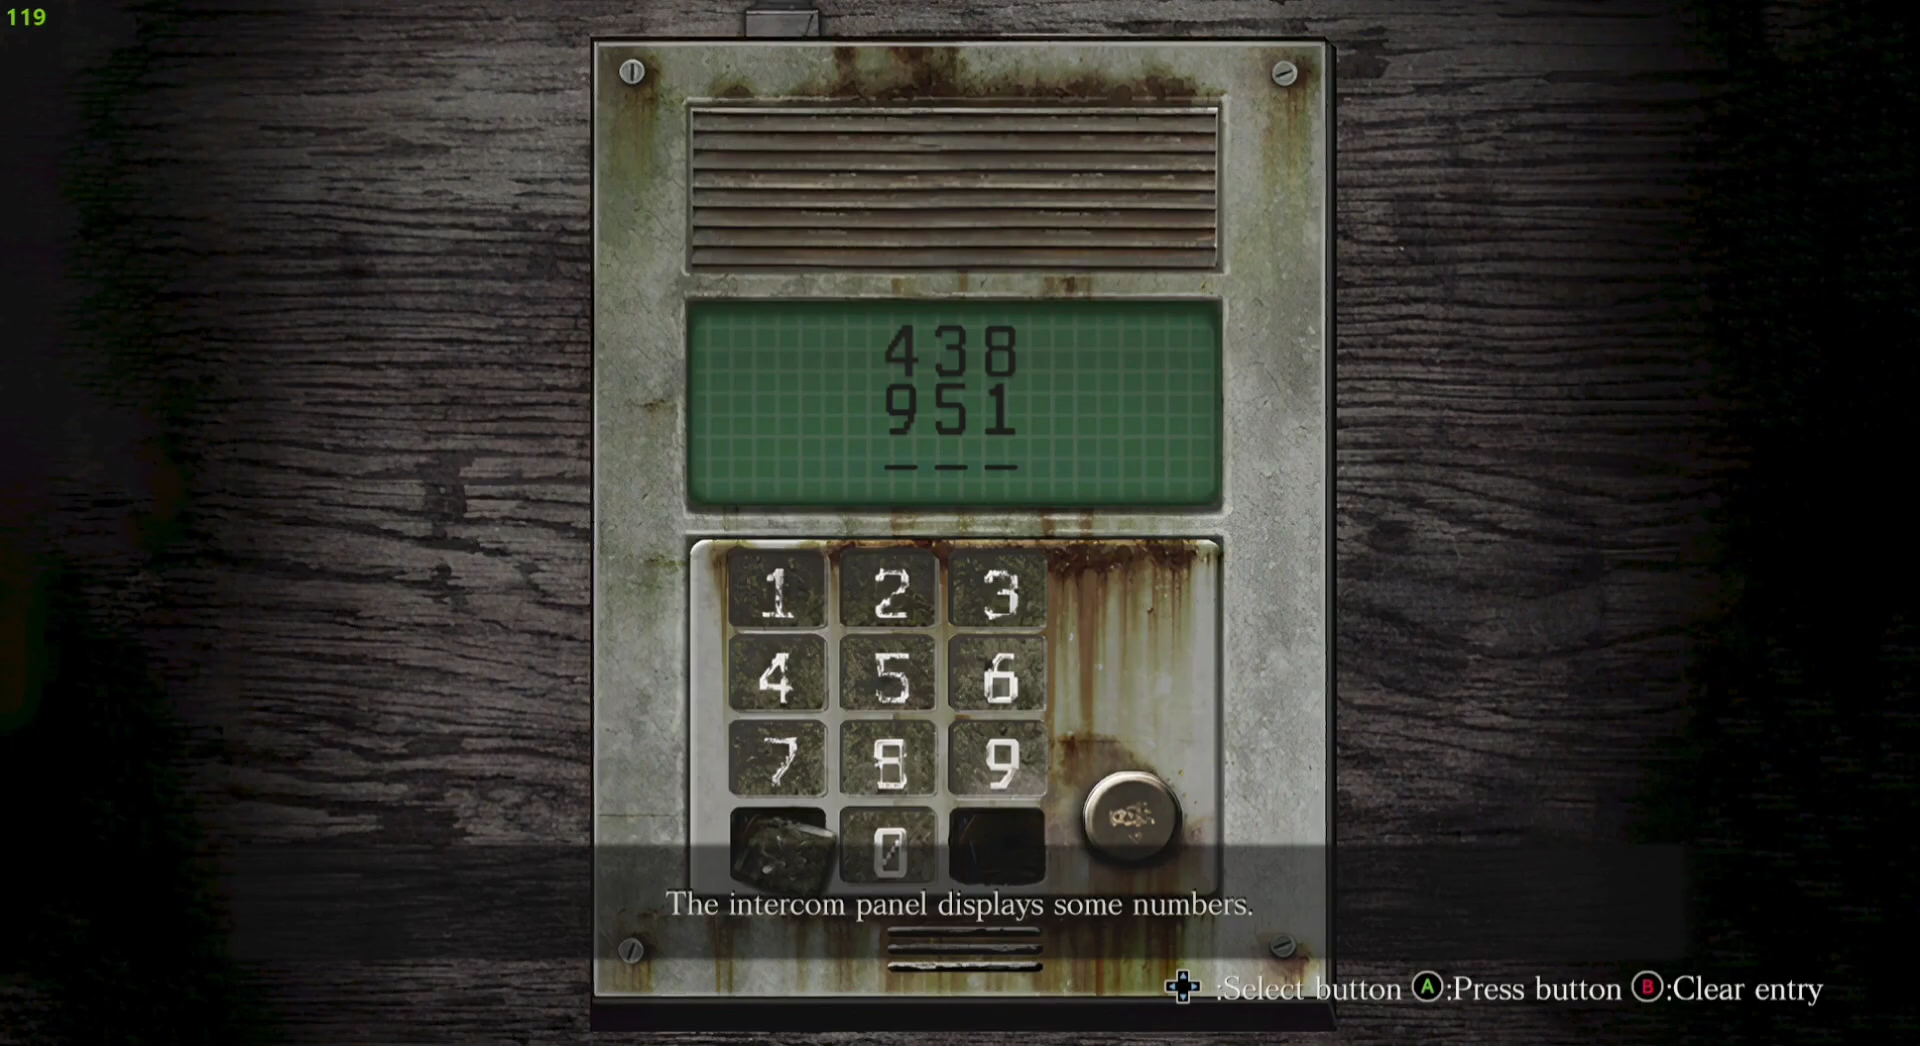 119
438
951
_ _ _
1 2 3
4 5 6
7 8 9
0
The intercom panel displays some numbers.
:Select button A:Press button B:Clear entry